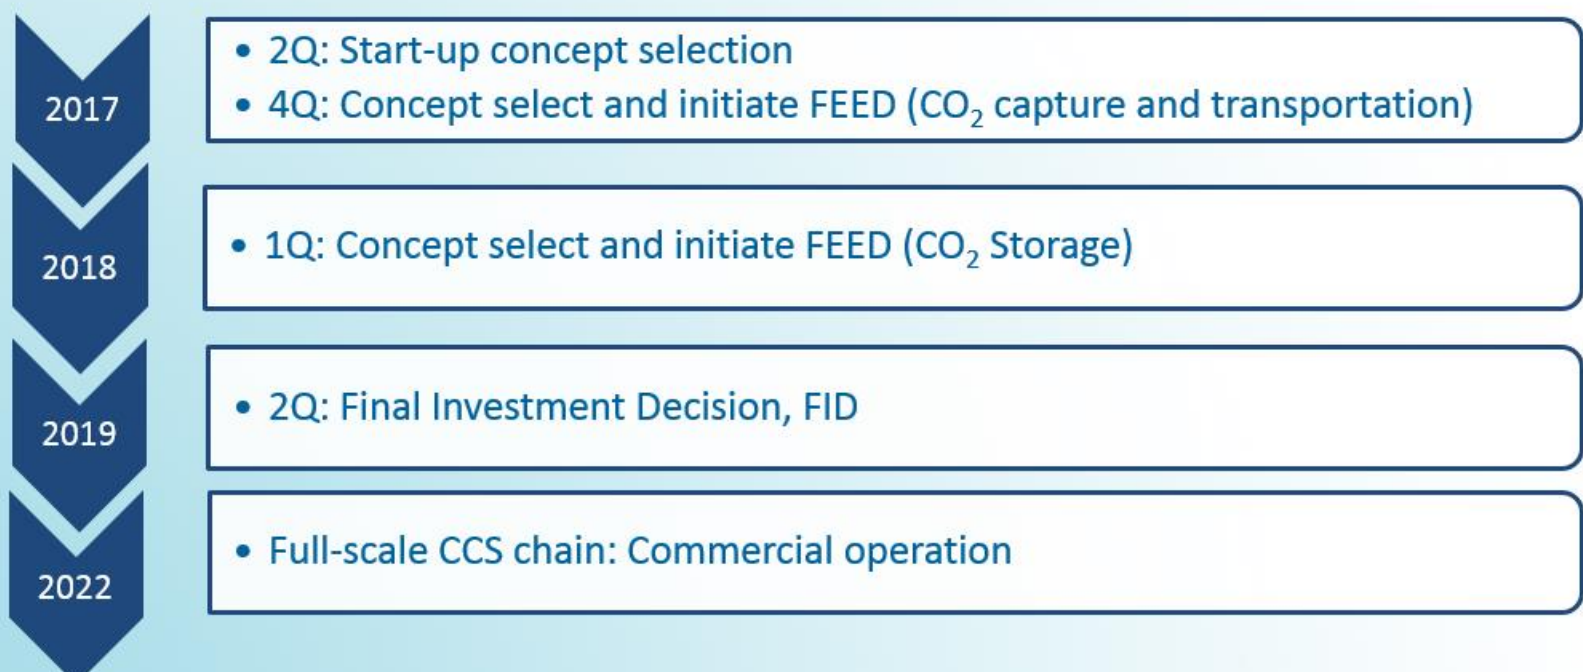 2017
• 2Q: Start-up concept selection
• 4Q: Concept select and initiate FEED (CO₂ capture and transportation)
2018
• 1Q: Concept select and initiate FEED (CO₂ Storage)
2019
• 2Q: Final Investment Decision, FID
2022
• Full-scale CCS chain: Commercial operation